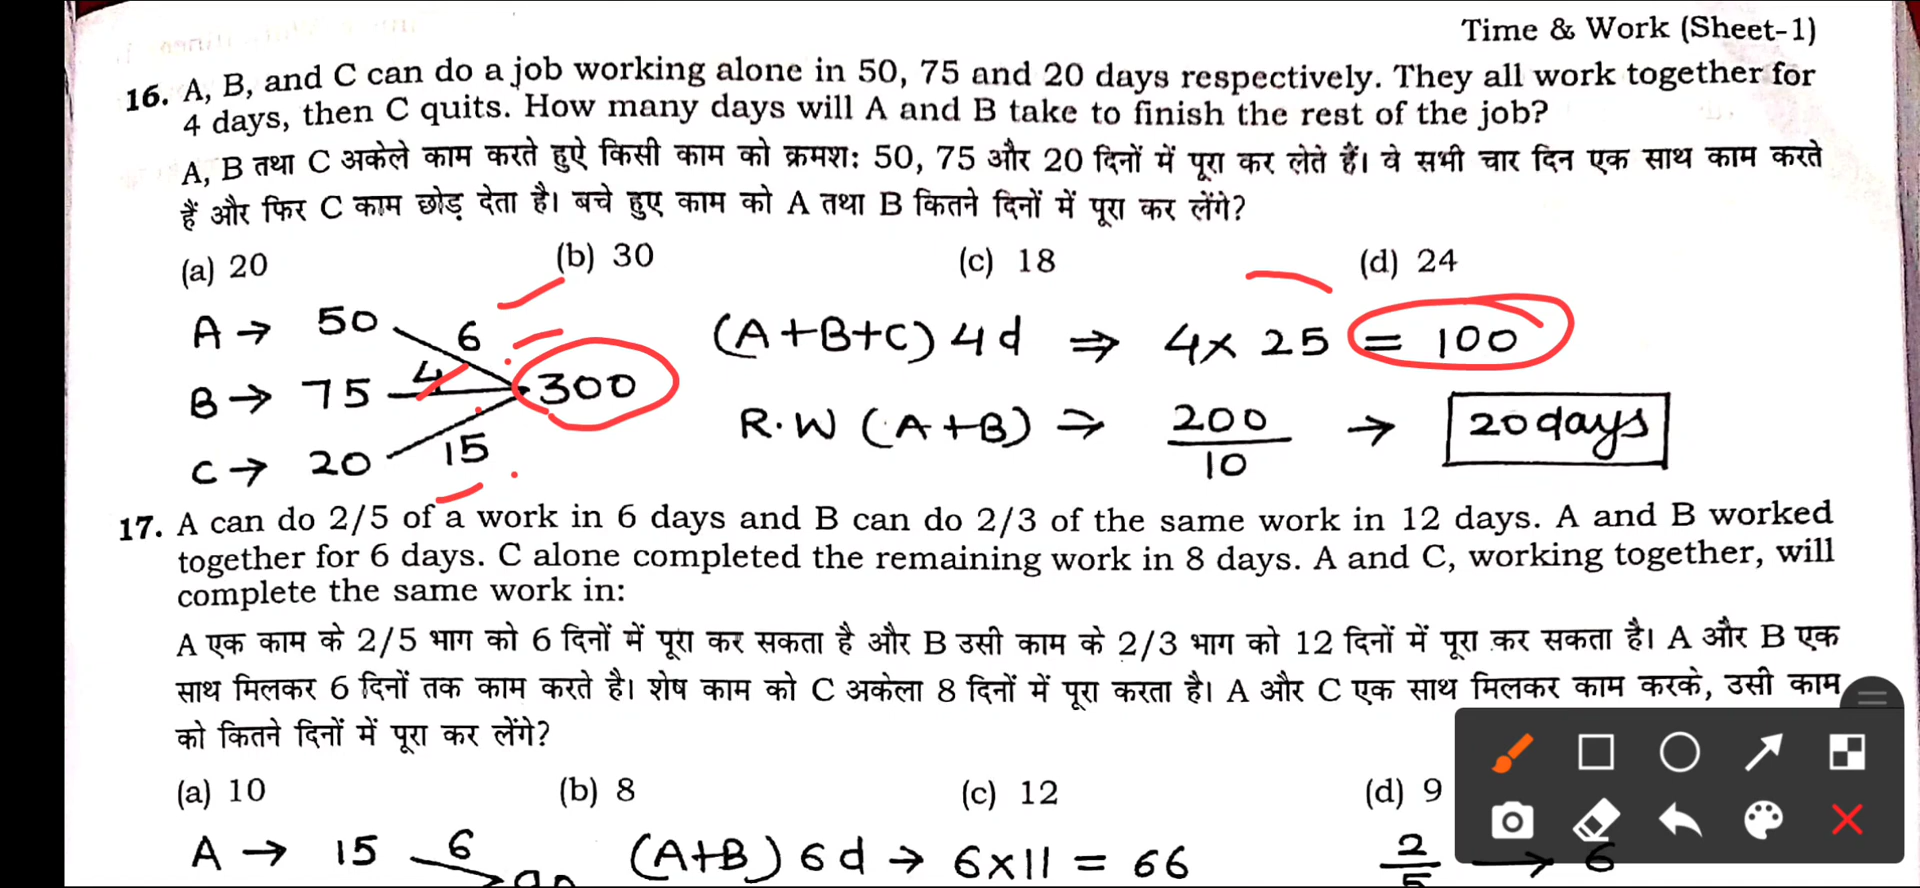 Time & Work (Sheet-1)
16. A, B, and C can do a job working alone in 50, 75 and 20 days respectively. They all work together for
4 days, then C quits. How many days will A and B take to finish the rest of the job?
A, B तथा C अकेले काम करते हुऐ किसी काम को क्रमशः 50, 75 और 20 दिनों में पूरा कर लेते हैं। वे सभी चार दिन एक साथ काम करते
हैं और फिर C काम छोड़ देता है। बचे हुए काम को A तथा B कितने दिनों में पूरा कर लेंगे?
(a) 20 (b) 30 (c) 18 (d) 24
A → 50 6 (A+B+C) 4d ⇒ 4× 25 = 100
B → 75 4 300
R.W (A+B) ⇒ 200/10 → 20days
C → 20 15
17. A can do 2/5 of a work in 6 days and B can do 2/3 of the same work in 12 days. A and B worked
together for 6 days. C alone completed the remaining work in 8 days. A and C, working together, will
complete the same work in:
A एक काम के 2/5 भाग को 6 दिनों में पूरा कर सकता है और B उसी काम के 2/3 भाग को 12 दिनों में पूरा कर सकता है। A और B एक
साथ मिलकर 6 दिनों तक काम करते है। शेष काम को C अकेला 8 दिनों में पूरा करता है। A और C एक साथ मिलकर काम करके, उसी काम
को कितने दिनों में पूरा कर लेंगे?
(a) 10 (b) 8 (c) 12 (d) 9
A → 15 6 (A+B) 6d → 6×11 = 66 2/5 → 6